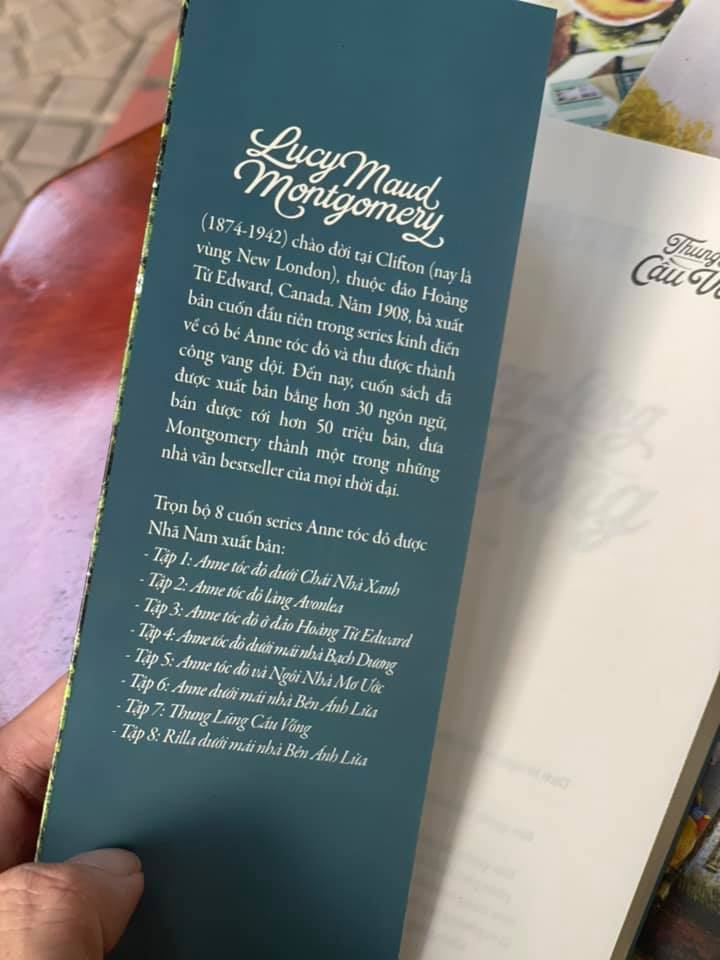 Lucy Maud
Montgomery
(1874-1942) chào đời tại Clifton (nay là
vùng New London), thuộc đảo Hoàng
Tử Edward, Canada. Năm 1908, bà xuất
bản cuốn đầu tiên trong series kinh điển
về cô bé Anne tóc đỏ và thu được thành
công vang dội. Đến nay, cuốn sách đã
được xuất bản bằng hơn 30 ngôn ngữ,
bán được tới hơn 50 triệu bản, đưa
Montgomery thành một trong những
nhà văn bestseller của mọi thời đại.
Trọn bộ 8 cuốn series Anne tóc đỏ được
Nhã Nam xuất bản:
- Tập 1: Anne tóc đỏ dưới Chái Nhà Xanh
- Tập 2: Anne tóc đỏ làng Avonlea
- Tập 3: Anne tóc đỏ ở đảo Hoàng Tử Edward
- Tập 4: Anne tóc đỏ dưới mái nhà Bạch Dương
- Tập 5: Anne tóc đỏ và Ngôi Nhà Mơ Ước
- Tập 6: Anne dưới mái nhà Bên Ánh Lửa
- Tập 7: Thung Lũng Cầu Vồng
- Tập 8: Rilla dưới mái nhà Bên Ánh Lửa
Thung
Cầu